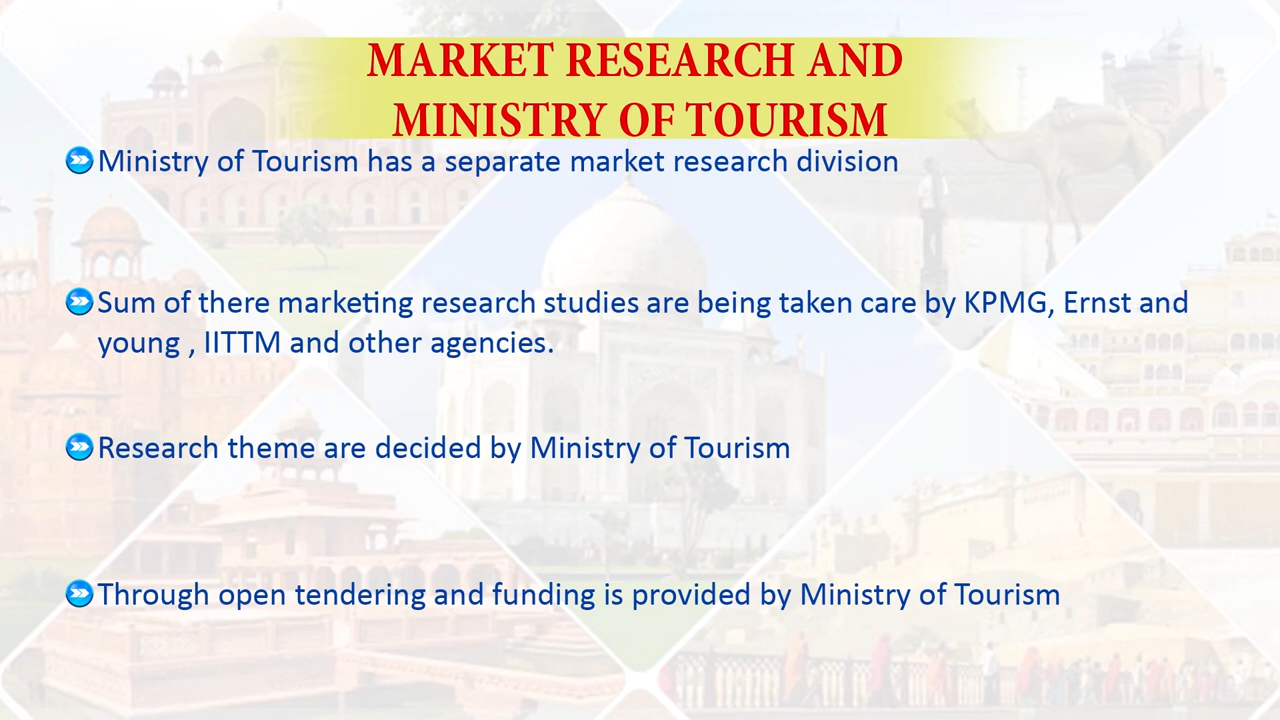 MARKET RESEARCH AND
MINISTRY OF TOURISM
Ministry of Tourism has a separate market research division
Sum of there marketing research studies are being taken care by KPMG, Ernst and
young , IITTM and other agencies.
Research theme are decided by Ministry of Tourism
Through open tendering and funding is provided by Ministry of Tourism